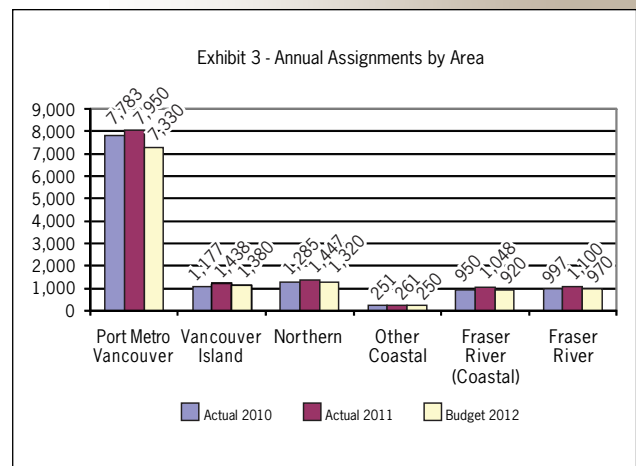 Exhibit 3 - Annual Assignments by Area
9,000
8,000
7,000
6,000
5,000
4,000
3,000
2,000
1,000
0
7,783
7,950
7,330
1,177
1,438
1,380
1,285
1,447
1,320
251
261
250
950
1,048
920
997
1,100
970
Port Metro
Vancouver
Vancouver
Island
Northern
Other
Coastal
Fraser
River
(Coastal)
Fraser
River
Actual 2010
Actual 2011
Budget 2012